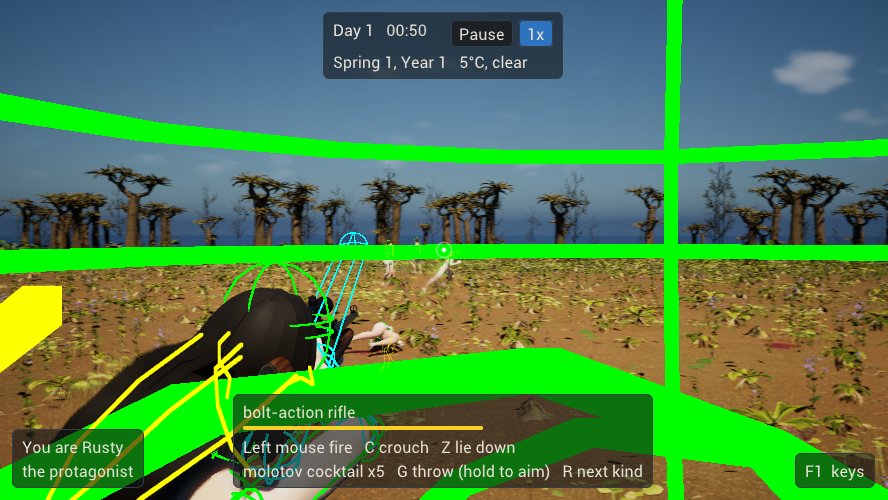 Day 1 00:50 Pause 1x
Spring 1, Year 1 5°C, clear
bolt-action rifle
Left mouse fire C crouch Z lie down
molotov cocktail x5 G throw (hold to aim) R next kind
You are Rusty
the protagonist
F1 keys